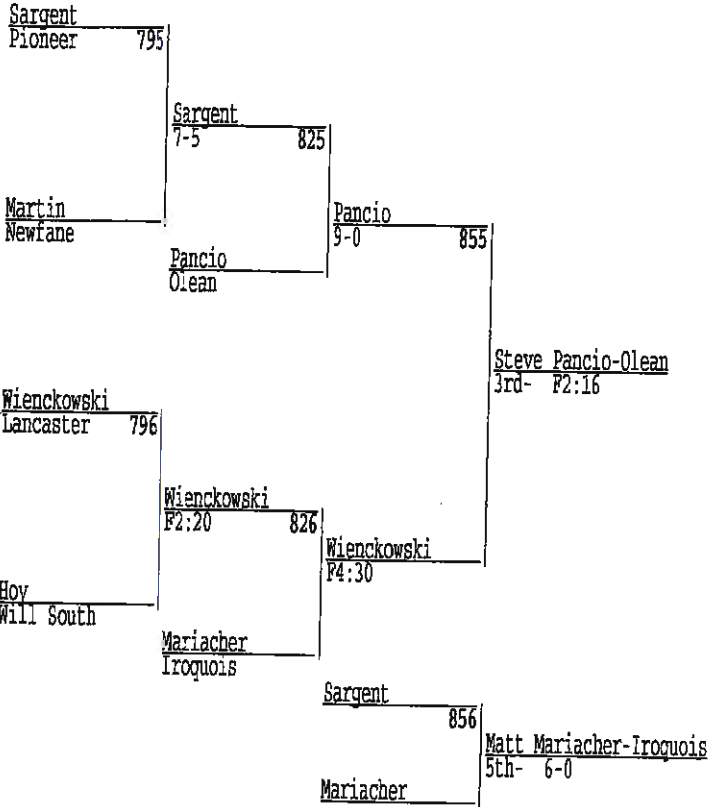 Sargent
Pioneer 795
Sargent
7-5 825
Martin
Newfane
Pancio
9-0 855
Pancio
Olean
Steve Pancio-Olean
3rd- F2:16
Wienckowski
Lancaster 796
Wienckowski
F2:20 826
Wienckowski
F4:30
Hoy
Will South
Mariacher
Iroquois
Sargent
856
Matt Mariacher-Iroquois
5th- 6-0
Mariacher